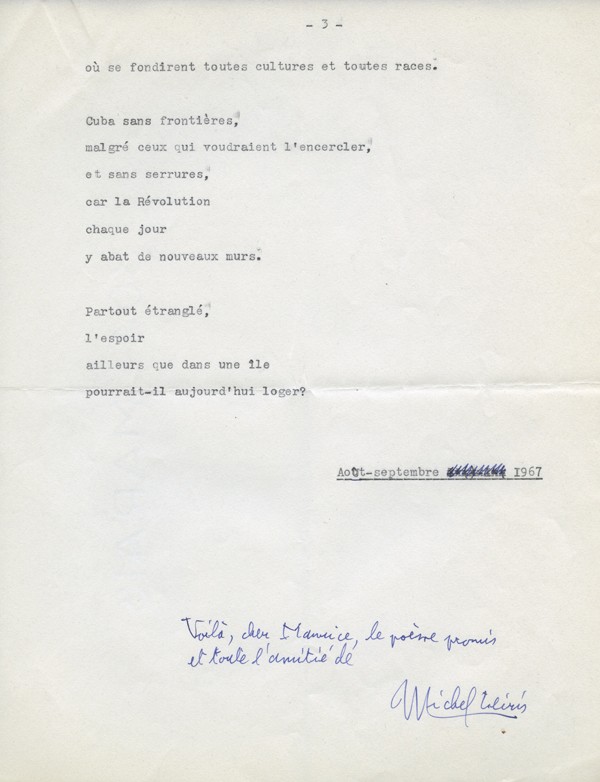 - 3 -
où se fondirent toutes cultures et toutes races.
Cuba sans frontières,
malgré ceux qui voudraient l'encercler,
et sans serrures,
car la Révolution
chaque jour
y abat de nouveaux murs.
Partout étranglé,
l'espoir
ailleurs que dans une île
pourrait-il aujourd'hui loger?
Août-septembre 1967
Voilà, cher Maurice, le poème promis
et toute l'amitié de
Michel Leiris